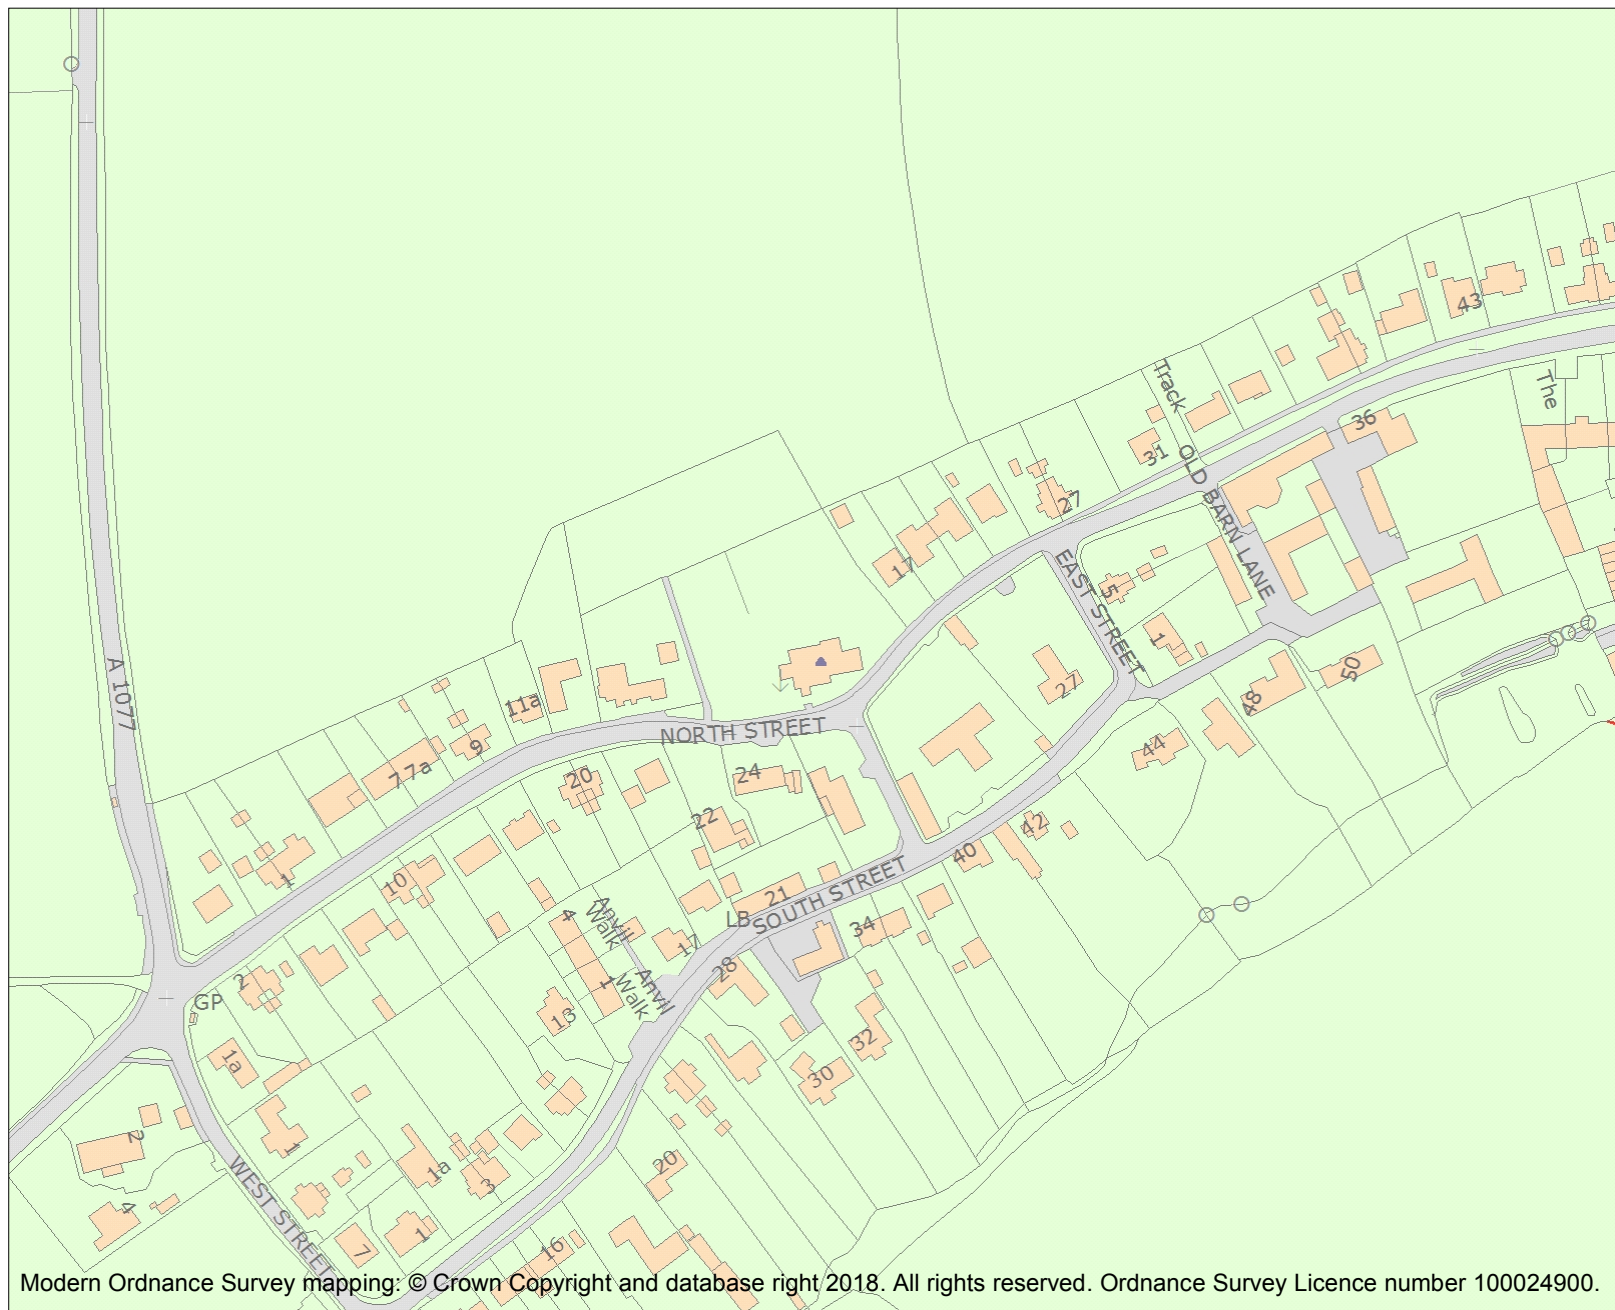 43
The
Track
36
31
OLD BARN LANE
27
17
EAST STREET
5
1
27
50
A 1077
11a
48
NORTH STREET
9
44
7 7a
20
24
22
42
40
1
10
21
LB
SOUTH STREET
4
Anvil
Walk
34
17
28
2
GP
1
Anvil
Walk
13
32
1a
30
2
1
1a
20
3
WEST STREET
4
7
1
16
Modern Ordnance Survey mapping: © Crown Copyright and database right 2018. All rights reserved. Ordnance Survey Licence number 100024900.